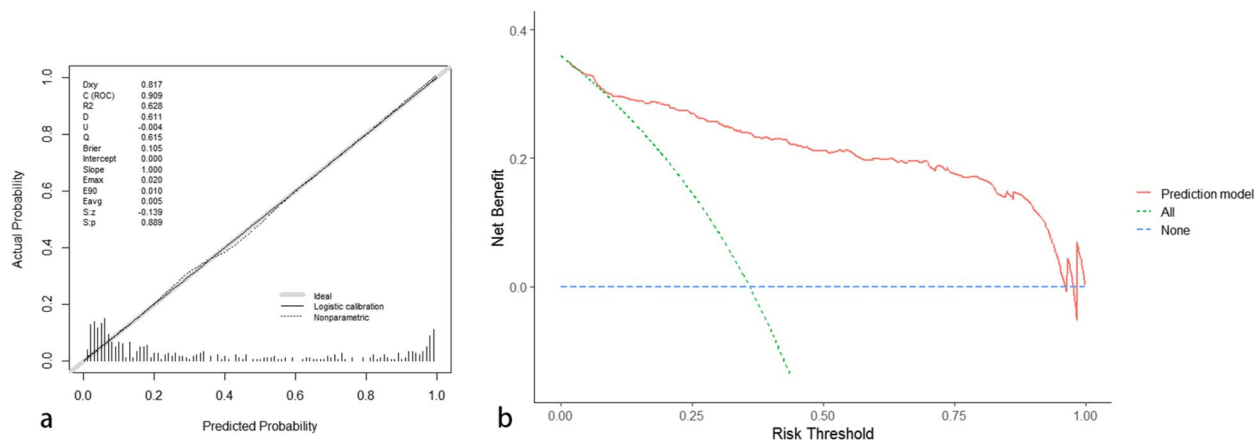 Dxy 0.817
C (ROC) 0.909
R2 0.628
D 0.611
U -0.004
Q 0.615
Brier 0.105
Intercept 0.000
Slope 1.000
Emax 0.020
E90 0.010
Eavg 0.005
S:z -0.139
S:p 0.889
Actual Probability
1.0
0.8
0.6
0.4
0.2
0.0
Ideal
Logistic calibration
Nonparametric
0.0 0.2 0.4 0.6 0.8 1.0
Predicted Probability
a
Net Benefit
0.4
0.2
0.0
0.00 0.25 0.50 0.75 1.00
Risk Threshold
b
Prediction model
All
None